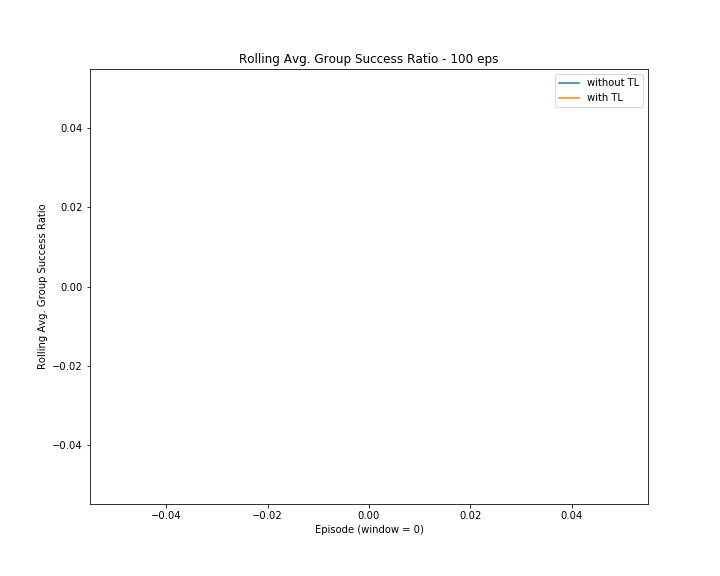 Rolling Avg. Group Success Ratio - 100 eps
without TL
with TL
Rolling Avg. Group Success Ratio
0.04
0.02
0.00
−0.02
−0.04
−0.04
−0.02
0.00
0.02
0.04
Episode (window = 0)